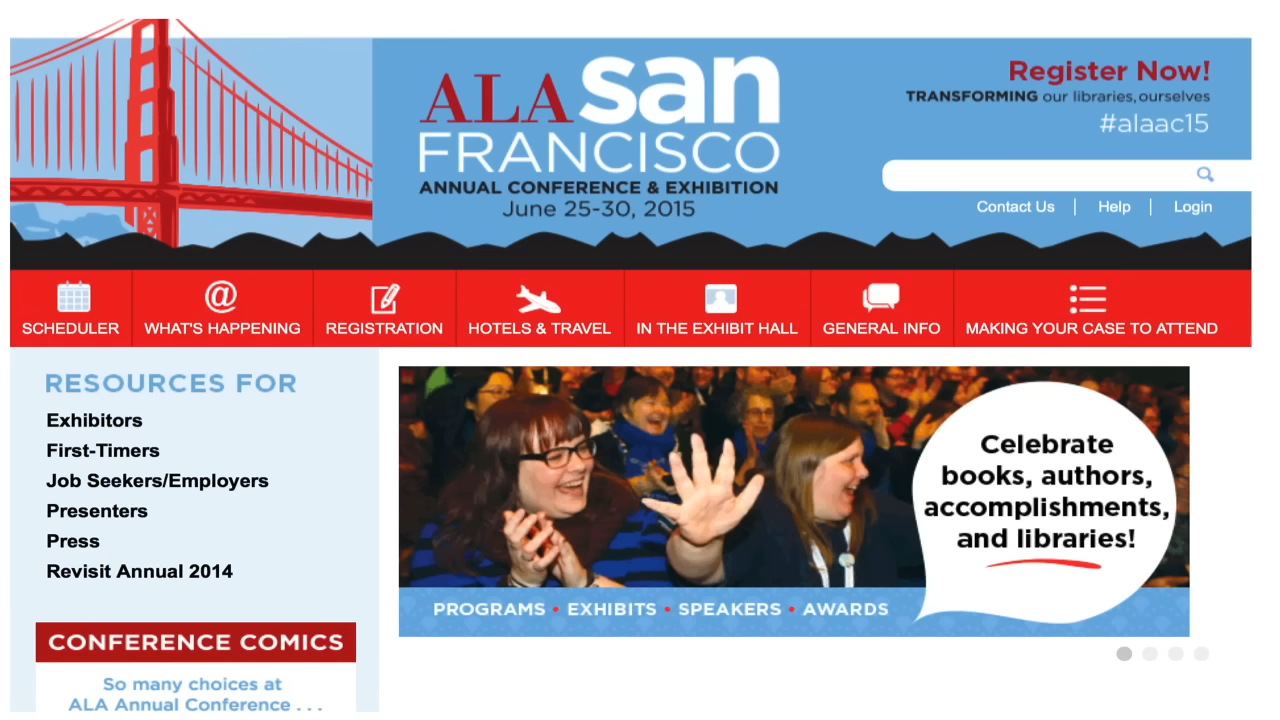 ALA san
FRANCISCO
ANNUAL CONFERENCE & EXHIBITION
June 25-30, 2015
Register Now!
TRANSFORMING our libraries, ourselves
#alaac15
Contact Us | Help | Login
SCHEDULER
WHAT'S HAPPENING
REGISTRATION
HOTELS & TRAVEL
IN THE EXHIBIT HALL
GENERAL INFO
MAKING YOUR CASE TO ATTEND
RESOURCES FOR
Exhibitors
First-Timers
Job Seekers/Employers
Presenters
Press
Revisit Annual 2014
CONFERENCE COMICS
So many choices at
ALA Annual Conference . . .
Celebrate
books, authors,
accomplishments,
and libraries!
PROGRAMS • EXHIBITS • SPEAKERS • AWARDS